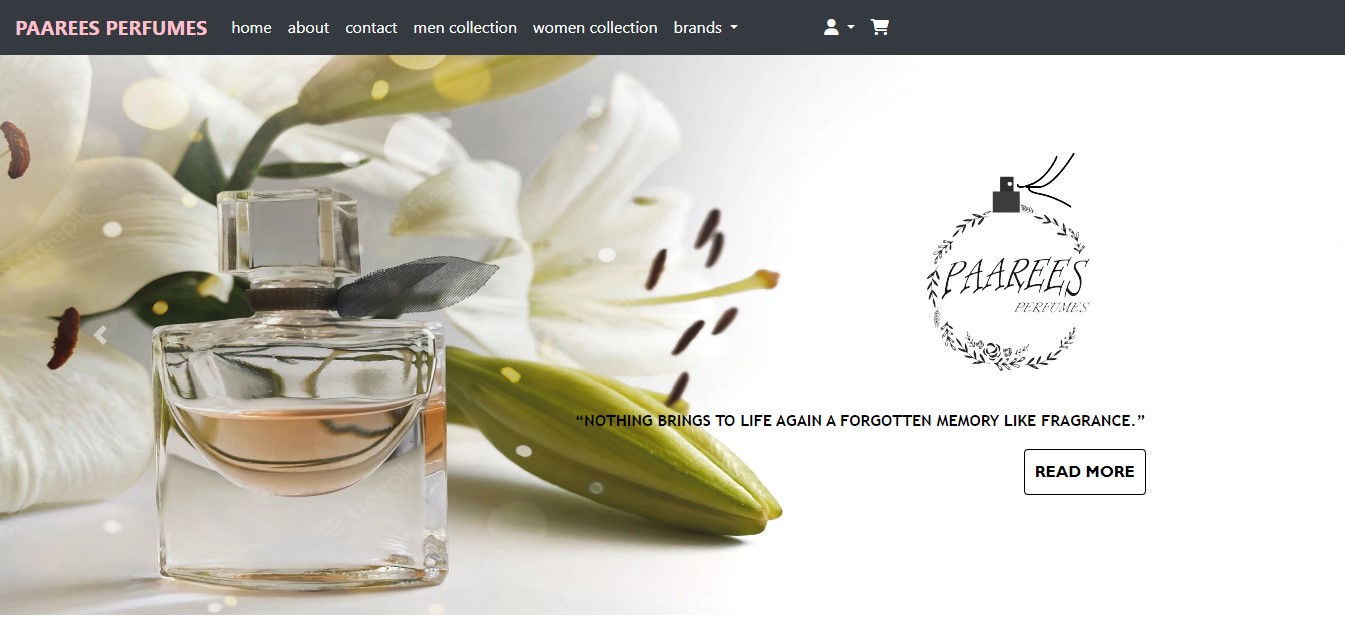 PAAREES PERFUMES home about contact men collection women collection brands
PAAREES
PERFUMES
“NOTHING BRINGS TO LIFE AGAIN A FORGOTTEN MEMORY LIKE FRAGRANCE.”
READ MORE